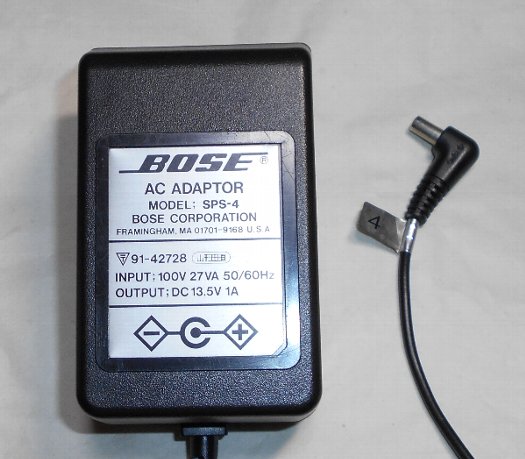 BOSE®
AC ADAPTOR
MODEL: SPS-4
BOSE CORPORATION
FRAMINGHAM, MA 01701-9168 U.S.A
91-42728
INPUT: 100V 27VA 50/60Hz
OUTPUT: DC 13.5V 1A
4